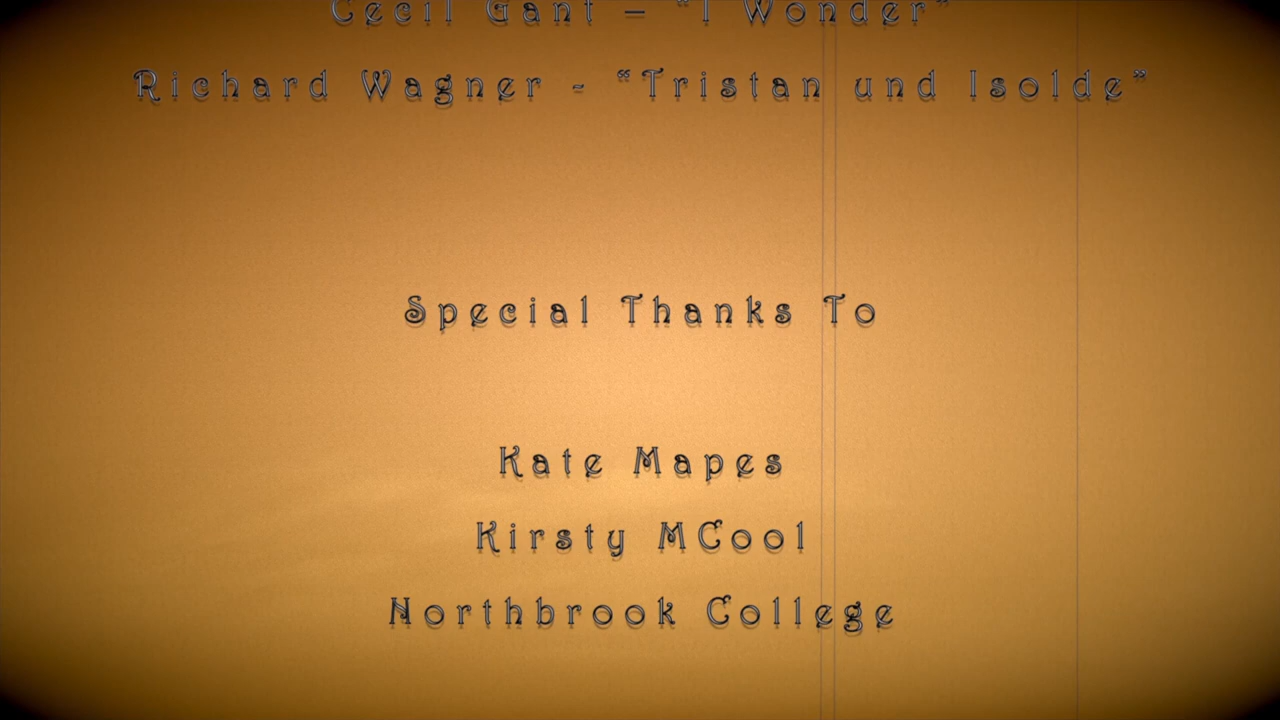 Cecil Gant – "I Wonder"
Richard Wagner - “Tristan und Isolde”
Special Thanks To
Kate Mapes
Kirsty MCool
Northbrook College